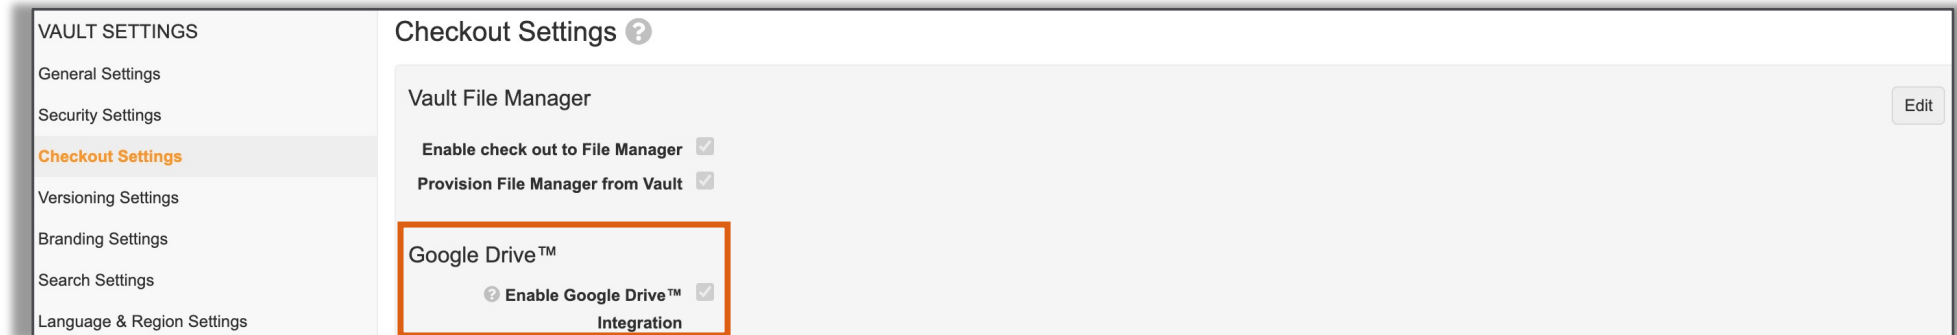 VAULT SETTINGS
General Settings
Security Settings
Checkout Settings
Versioning Settings
Branding Settings
Search Settings
Language & Region Settings
Checkout Settings ?
Vault File Manager
Edit
Enable check out to File Manager
Provision File Manager from Vault
Google Drive™
? Enable Google Drive™
Integration